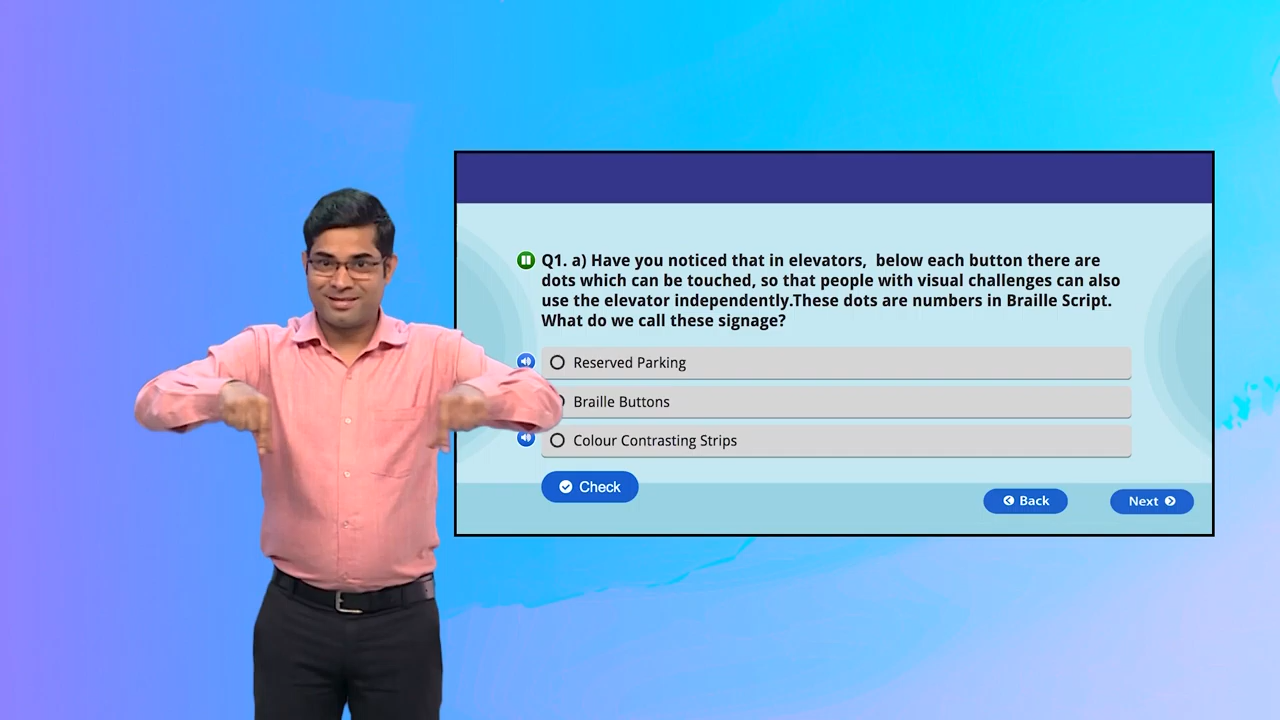 Q1. a) Have you noticed that in elevators,  below each button there are
dots which can be touched, so that people with visual challenges can also
use the elevator independently.These dots are numbers in Braille Script.
What do we call these signage?
Reserved Parking
Braille Buttons
Colour Contrasting Strips
Check
Back
Next